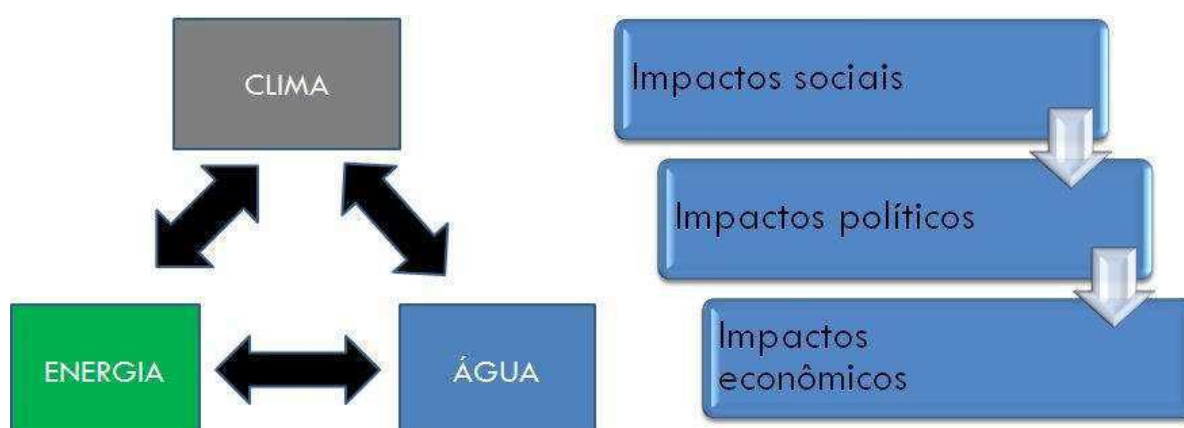 CLIMA
ENERGIA
ÁGUA
Impactos sociais
Impactos políticos
Impactos
econômicos